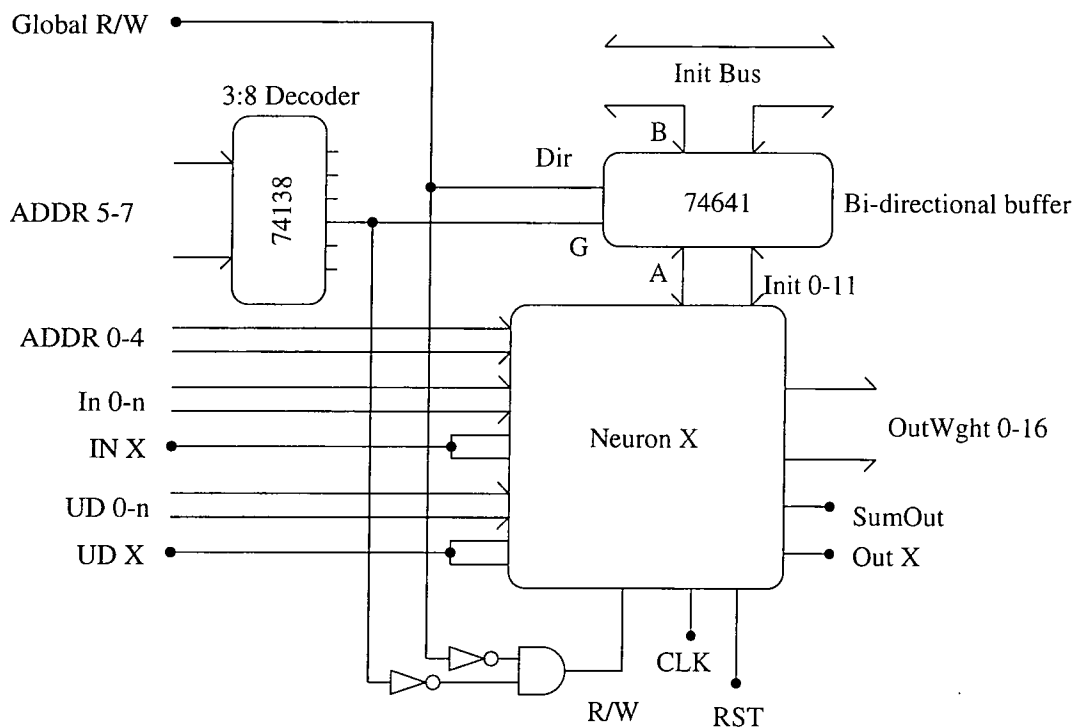 Global R/W
Init Bus
3:8 Decoder
B
Dir
74138
74641
Bi-directional buffer
ADDR 5-7
G
A
Init 0-11
ADDR 0-4
In 0-n
Neuron X
OutWght 0-16
IN X
UD 0-n
SumOut
UD X
Out X
CLK
R/W
RST